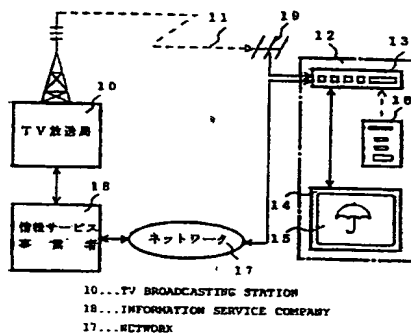 11
19
12
13
10
TV放送局
16
18
14
情報サービス
事業者
ネットワーク
15
17
10...TV BROADCASTING STATION
18...INFORMATION SERVICE COMPANY
17...NETWORK